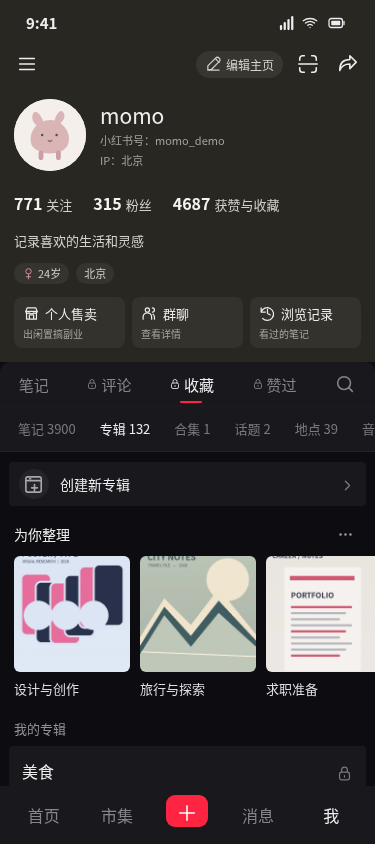 9:41
编辑主页
momo
小红书号：momo_demo
IP：北京
771 关注 315 粉丝 4687 获赞与收藏
记录喜欢的生活和灵感
24岁 北京
个人售卖 群聊 浏览记录
出闲置搞副业 查看详情 看过的笔记
笔记 评论 收藏 赞过
笔记 3900 专辑 132 合集 1 话题 2 地点 39 音
创建新专辑
为你整理
CITY NOTES
PORTFOLIO
设计与创作 旅行与探索 求职准备
我的专辑
美食
首页 市集 消息 我